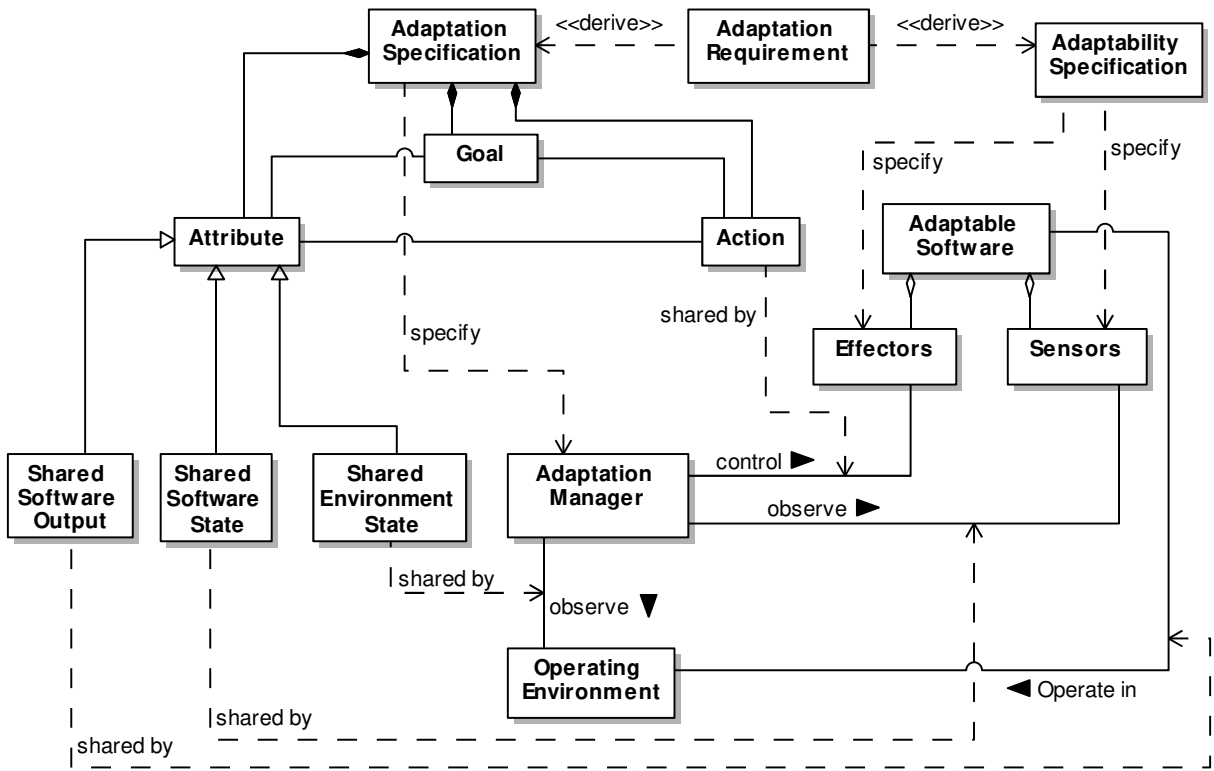 Adaptation
Specification
<<derive>>
Adaptation
Requirement
<<derive>>
Adaptability
Specification
Goal
specify
specify
Attribute
Action
Adaptable
Software
shared by
specify
Effectors
Sensors
Shared
Software
Output
Shared
Software
State
Shared
Environment
State
Adaptation
Manager
control
observe
shared by
observe
Operating
Environment
Operate in
shared by
shared by